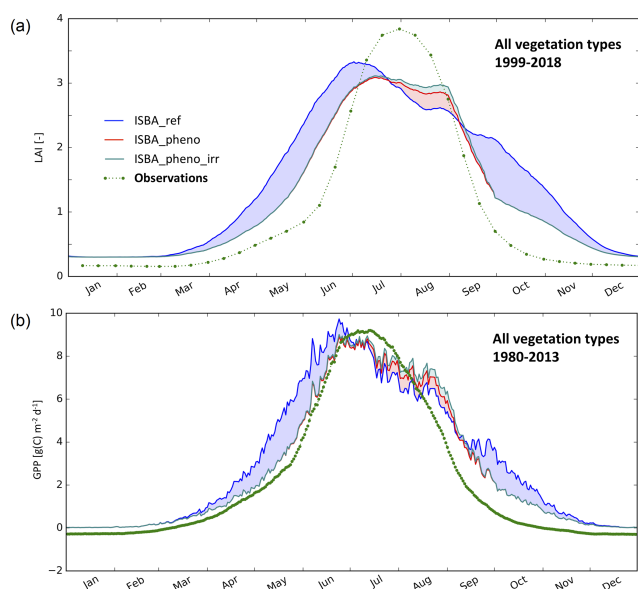 (a)
4
3
2
1
0
LAI [-]
All vegetation types
1999-2018
ISBA_ref
ISBA_pheno
ISBA_pheno_irr
Observations
Jan Feb Mar Apr May Jun Jul Aug Sep Oct Nov Dec
(b)
10
8
6
4
2
0
−2
GPP [g(C) m⁻² d⁻¹]
All vegetation types
1980-2013
Jan Feb Mar Apr May Jun Jul Aug Sep Oct Nov Dec